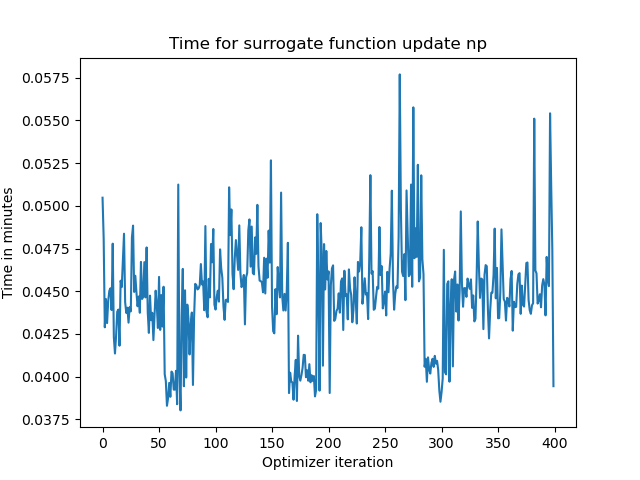 Time for surrogate function update np
Time in minutes
0.0575
0.0550
0.0525
0.0500
0.0475
0.0450
0.0425
0.0400
0.0375
0 50 100 150 200 250 300 350 400
Optimizer iteration